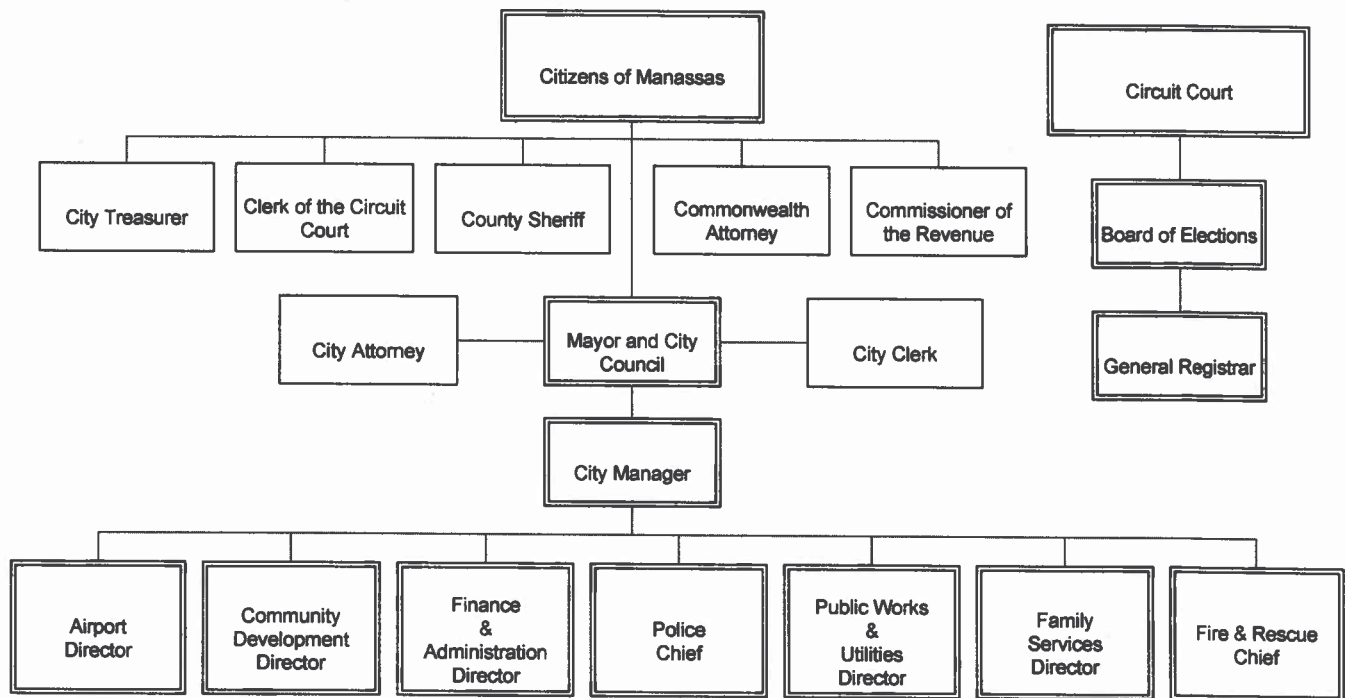 Citizens of Manassas
Circuit Court
City Treasurer
Clerk of the Circuit
Court
County Sheriff
Commonwealth
Attorney
Commissioner of
the Revenue
Board of Elections
City Attorney
Mayor and City
Council
City Clerk
General Registrar
City Manager
Airport
Director
Community
Development
Director
Finance
&
Administration
Director
Police
Chief
Public Works
&
Utilities
Director
Family
Services
Director
Fire & Rescue
Chief